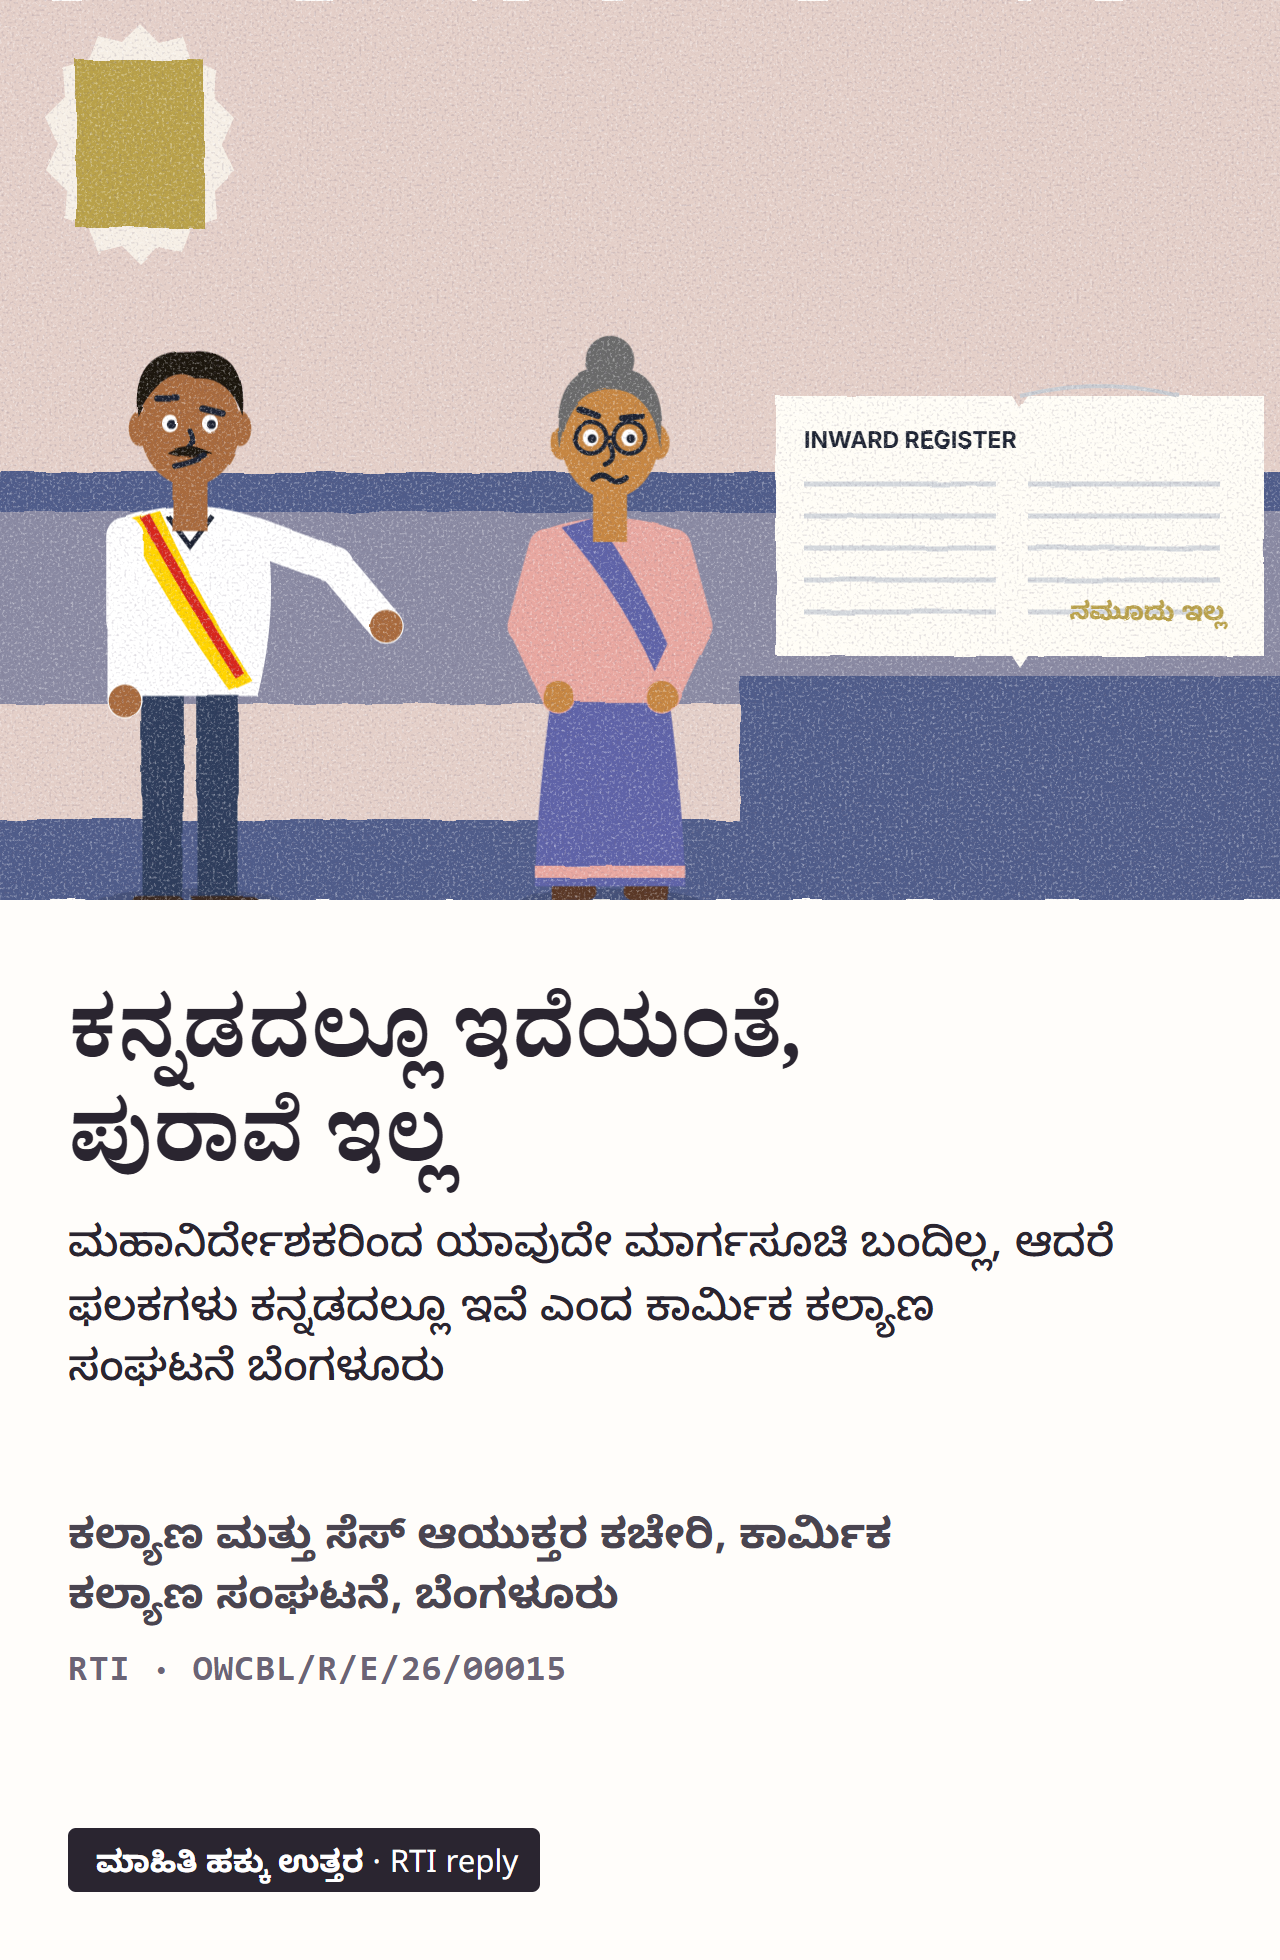 INWARD REGISTER
ನಮೂದು ಇಲ್ಲ
ಕನ್ನಡದಲ್ಲೂ ಇದೆಯಂತೆ,
ಪುರಾವೆ ಇಲ್ಲ
ಮಹಾನಿರ್ದೇಶಕರಿಂದ ಯಾವುದೇ ಮಾರ್ಗಸೂಚಿ ಬಂದಿಲ್ಲ, ಆದರೆ
ಫಲಕಗಳು ಕನ್ನಡದಲ್ಲೂ ಇವೆ ಎಂದ ಕಾರ್ಮಿಕ ಕಲ್ಯಾಣ
ಸಂಘಟನೆ ಬೆಂಗಳೂರು
ಕಲ್ಯಾಣ ಮತ್ತು ಸೆಸ್ ಆಯುಕ್ತರ ಕಚೇರಿ, ಕಾರ್ಮಿಕ
ಕಲ್ಯಾಣ ಸಂಘಟನೆ, ಬೆಂಗಳೂರು
RTI · OWCBL/R/E/26/00015
ಮಾಹಿತಿ ಹಕ್ಕು ಉತ್ತರ · RTI reply